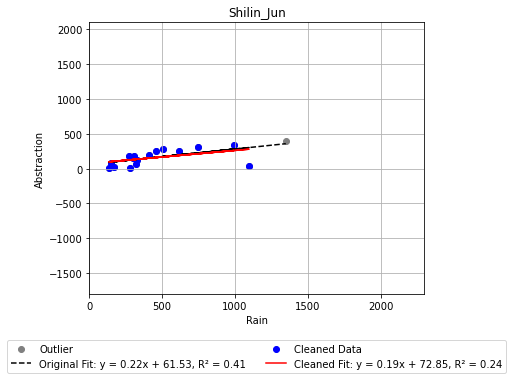 Shilin_Jun
2000
1500
1000
500
0
−500
−1000
−1500
Abstraction
0 500 1000 1500 2000
Rain
Outlier Cleaned Data
Original Fit: y = 0.22x + 61.53, R² = 0.41 Cleaned Fit: y = 0.19x + 72.85, R² = 0.24